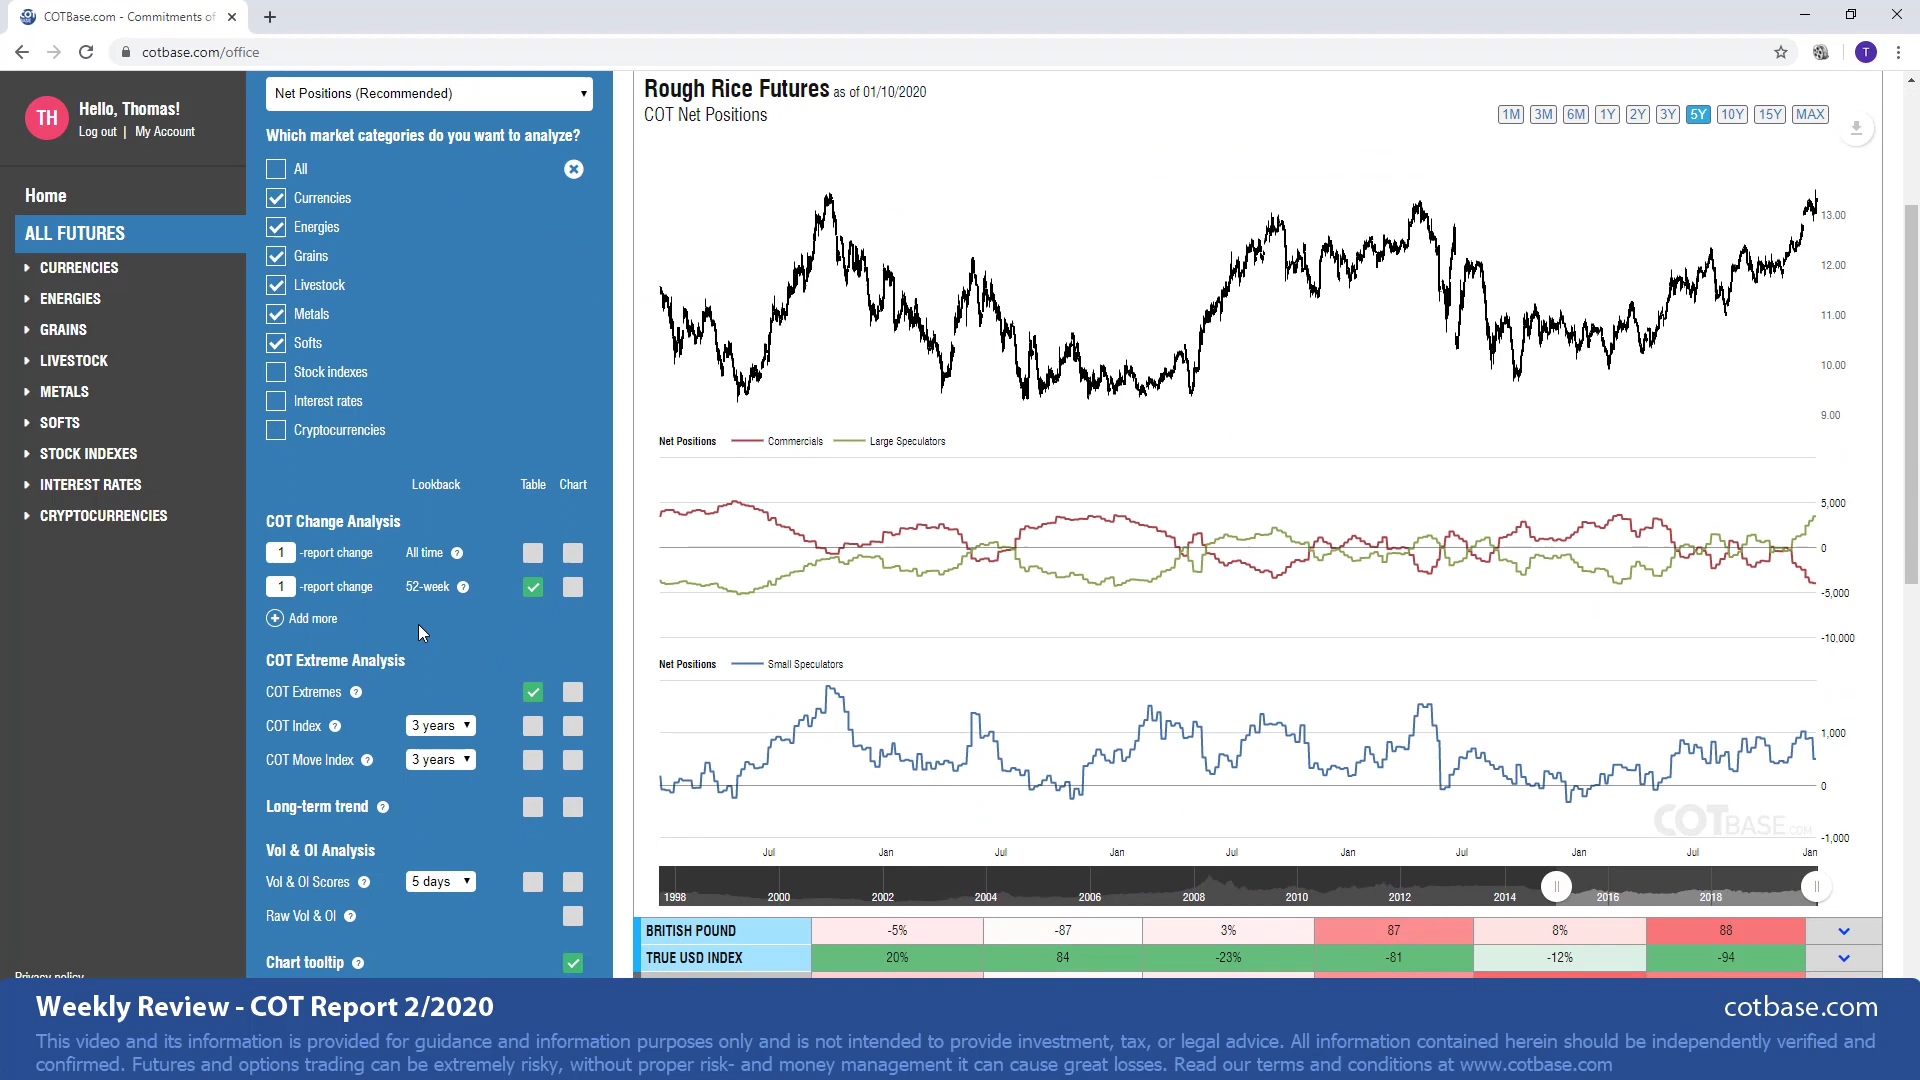 COTBase.com - Commitments of
cotbase.com/office
T
TH
Hello, Thomas!
Log out | My Account
Home
ALL FUTURES
CURRENCIES
ENERGIES
GRAINS
LIVESTOCK
METALS
SOFTS
STOCK INDEXES
INTEREST RATES
CRYPTOCURRENCIES
Privacy policy
Net Positions (Recommended)
Which market categories do you want to analyze?
All
Currencies
Energies
Grains
Livestock
Metals
Softs
Stock indexes
Interest rates
Cryptocurrencies
Lookback Table Chart
COT Change Analysis
1 -report change All time ?
1 -report change 52-week ?
Add more
COT Extreme Analysis
COT Extremes ?
COT Index ? 3 years
COT Move Index ? 3 years
Long-term trend ?
Vol & OI Analysis
Vol & OI Scores ? 5 days
Raw Vol & OI ?
Chart tooltip ?
Rough Rice Futures as of 01/10/2020
COT Net Positions
1M 3M 6M 1Y 2Y 3Y 5Y 10Y 15Y MAX
13.00
12.00
11.00
10.00
9.00
Net Positions Commercials Large Speculators
5,000
0
-5,000
-10,000
Net Positions Small Speculators
1,000
0
COTBASE.COM
-1,000
Jul Jan Jul Jan Jul Jan Jul Jan Jul Jan
1998 2000 2002 2004 2006 2008 2010 2012 2014 2016 2018
BRITISH POUND -5% -87 3% 87 8% 88
TRUE USD INDEX 20% 84 -23% -81 -12% -94
Weekly Review - COT Report 2/2020
cotbase.com
This video and its information is provided for guidance and information purposes only and is not intended to provide investment, tax, or legal advice. All information contained herein should be independently verified and
confirmed. Futures and options trading can be extremely risky, without proper risk- and money management it can cause great losses. Read our terms and conditions at www.cotbase.com